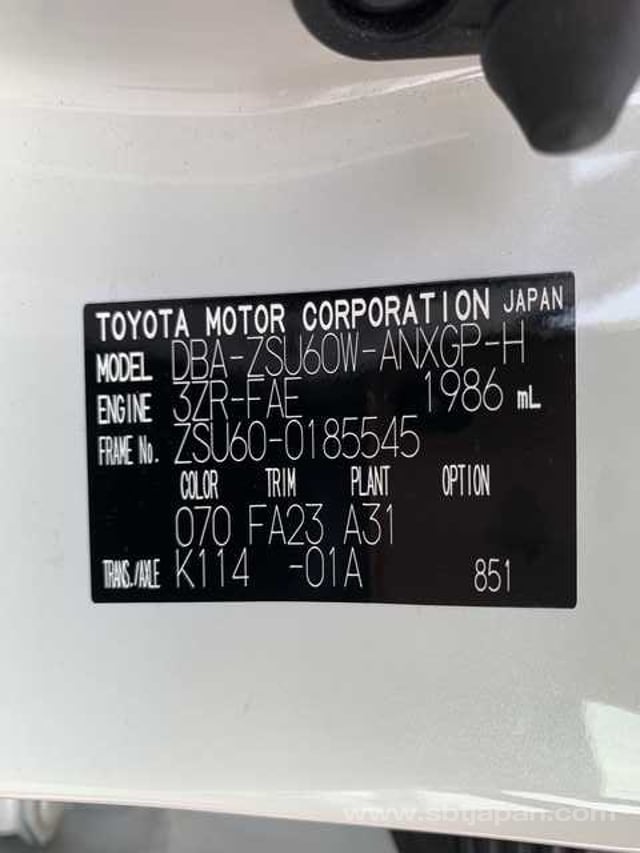 TOYOTA MOTOR CORPORATION JAPAN
MODEL DBA-ZSU60W-ANXGP-H
ENGINE 3ZR-FAE 1986 mL
FRAME No. ZSU60-0185545
COLOR TRIM PLANT OPTION
070 FA23 A31
TRANS./AXLE K114 -01A 851
www.sbtjapan.com